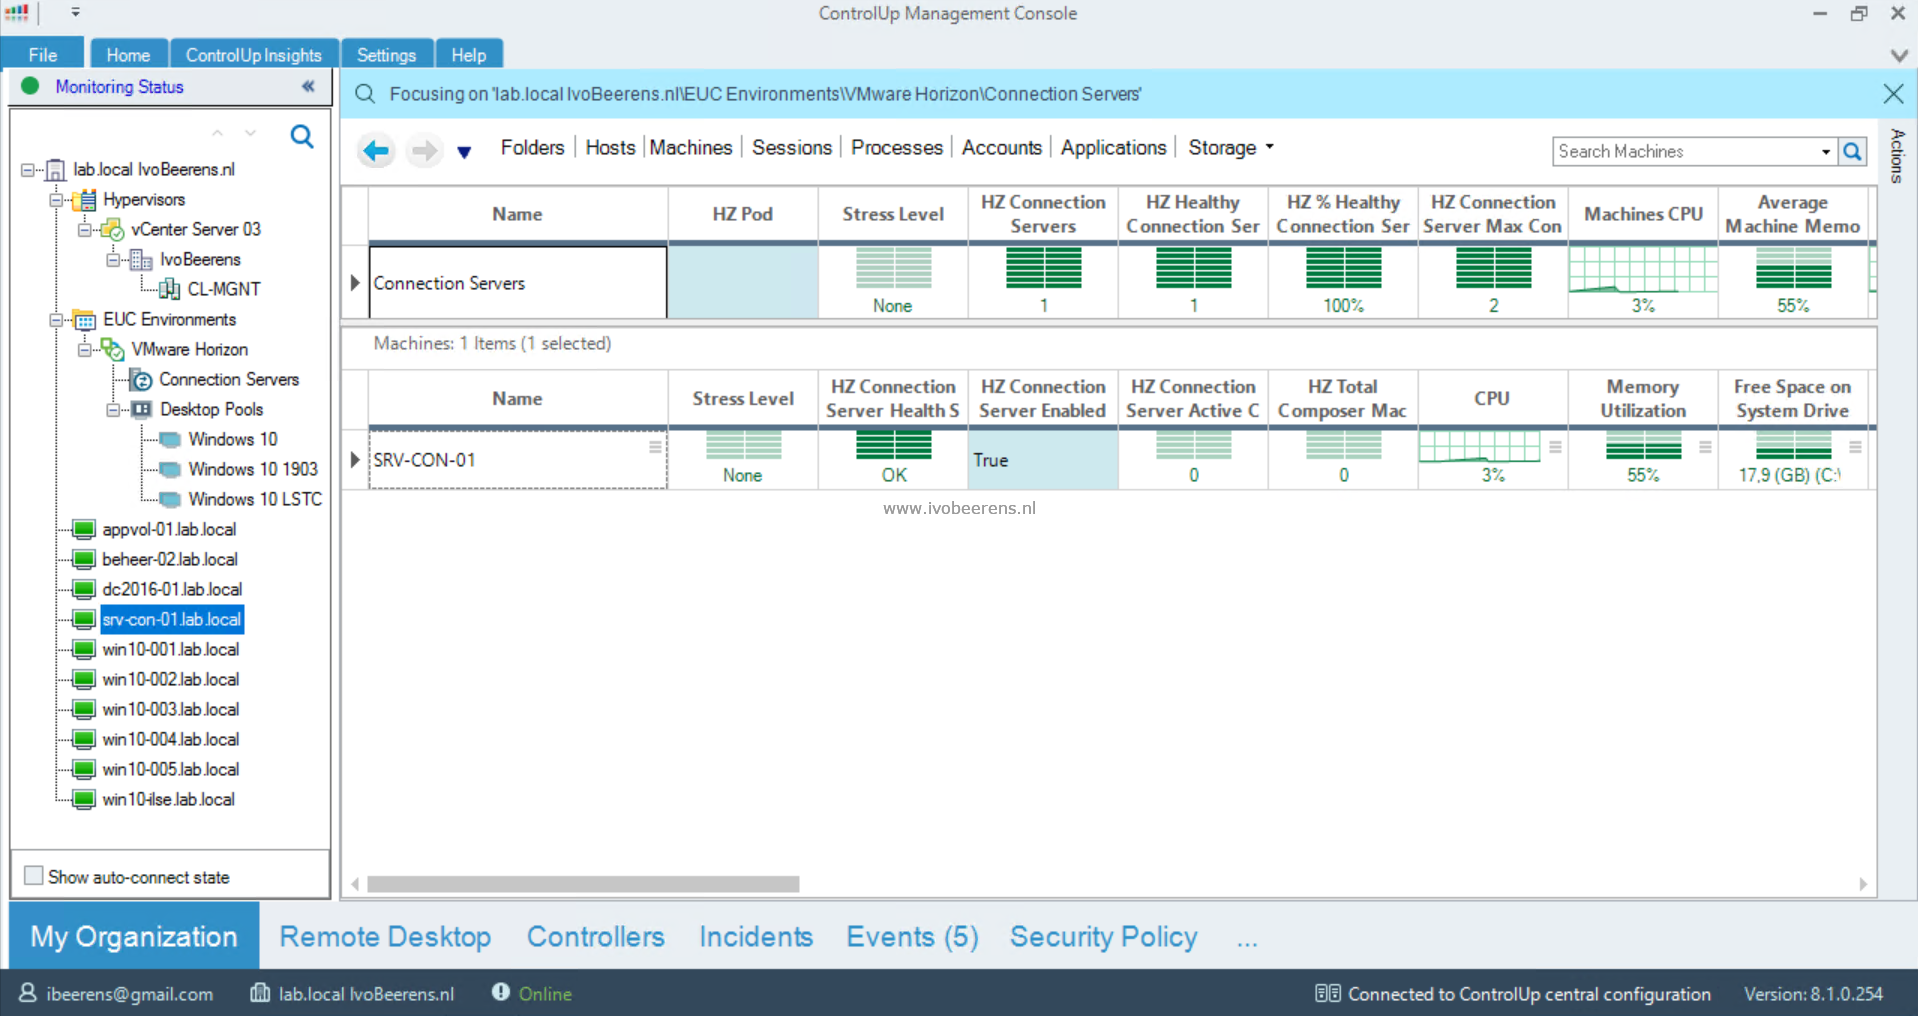 ControlUp Management Console
File
Home
ControlUp Insights
Settings
Help
Monitoring Status
«
lab.local IvoBeerens.nl
Hypervisors
vCenter Server 03
IvoBeerens
CL-MGNT
EUC Environments
VMware Horizon
Connection Servers
Desktop Pools
Windows 10
Windows 10 1903
Windows 10 LSTC
appvol-01.lab.local
beheer-02.lab.local
dc2016-01.lab.local
srv-con-01.lab.local
win10-001.lab.local
win10-002.lab.local
win10-003.lab.local
win10-004.lab.local
win10-005.lab.local
win10-ilse.lab.local
Show auto-connect state
Focusing on 'lab.local IvoBeerens.nl\EUC Environments\VMware Horizon\Connection Servers'
Folders | Hosts | Machines | Sessions | Processes | Accounts | Applications | Storage
Search Machines
Actions
Name
HZ Pod
Stress Level
HZ Connection
Servers
HZ Healthy
Connection Ser
HZ % Healthy
Connection Ser
HZ Connection
Server Max Con
Machines CPU
Average
Machine Memo
Connection Servers
None
1
1
100%
2
3%
55%
Machines: 1 Items (1 selected)
Name
Stress Level
HZ Connection
Server Health S
HZ Connection
Server Enabled
HZ Connection
Server Active C
HZ Total
Composer Mac
CPU
Memory
Utilization
Free Space on
System Drive
SRV-CON-01
None
OK
True
0
0
3%
55%
17,9 (GB) (C:\
www.ivobeerens.nl
My Organization
Remote Desktop
Controllers
Incidents
Events (5)
Security Policy
...
ibeerens@gmail.com
lab.local IvoBeerens.nl
Online
Connected to ControlUp central configuration
Version: 8.1.0.254